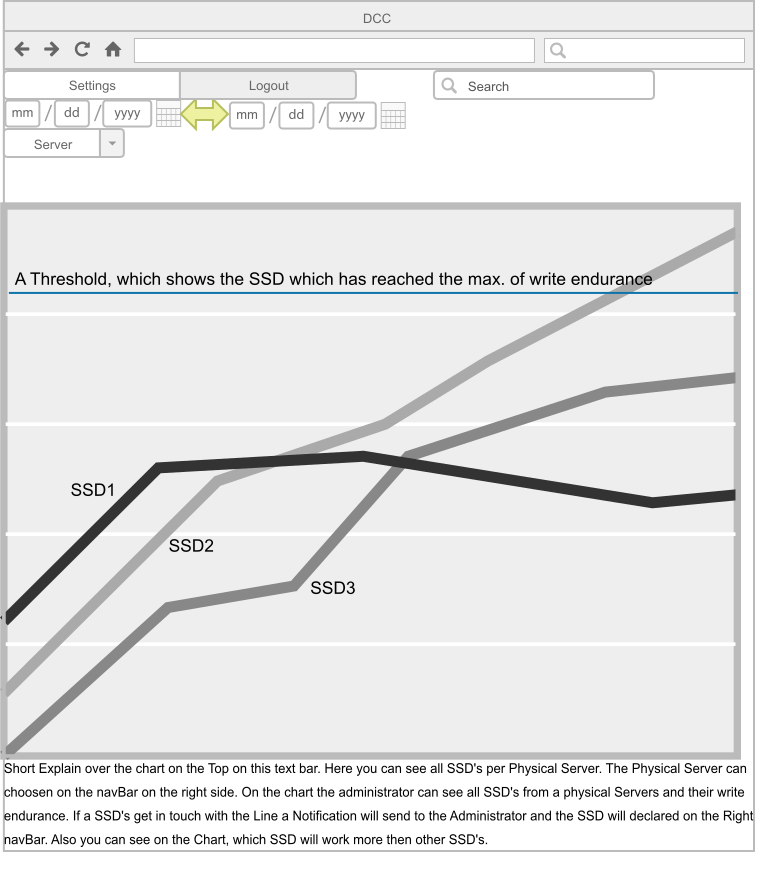 DCC
Settings Logout Search
mm / dd / yyyy mm / dd / yyyy
Server
A Threshold, which shows the SSD which has reached the max. of write endurance
SSD1
SSD2
SSD3
Short Explain over the chart on the Top on this text bar. Here you can see all SSD's per Physical Server. The Physical Server can
choosen on the navBar on the right side. On the chart the administrator can see all SSD's from a physical Servers and their write
endurance. If a SSD's get in touch with the Line a Notification will send to the Administrator and the SSD will declared on the Right
navBar. Also you can see on the Chart, which SSD will work more then other SSD's.